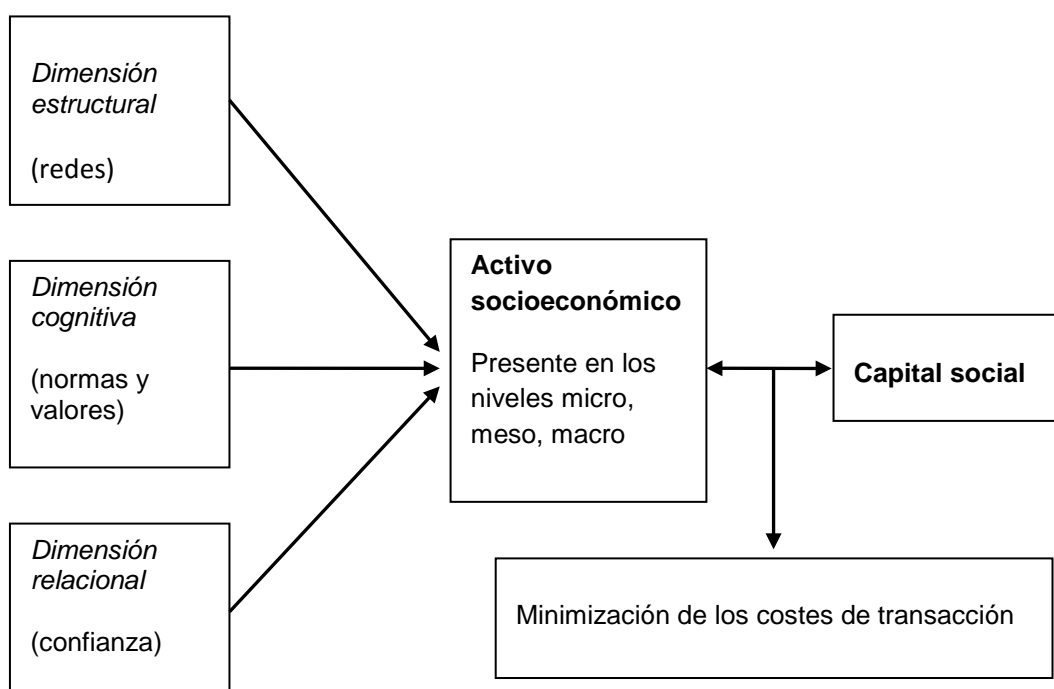 Dimensión
estructural
(redes)
Dimensión
cognitiva
(normas y
valores)
Dimensión
relacional
(confianza)
Activo
socioeconómico
Presente en los
niveles micro,
meso, macro
Capital social
Minimización de los costes de transacción